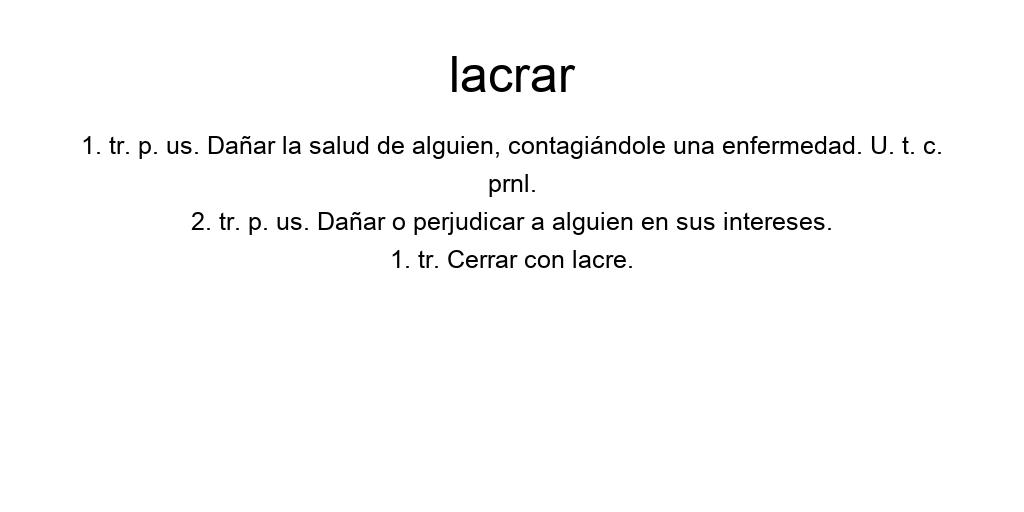 lacrar
1. tr. p. us. Dañar la salud de alguien, contagiándole una enfermedad. U. t. c.
prnl.
2. tr. p. us. Dañar o perjudicar a alguien en sus intereses.
1. tr. Cerrar con lacre.